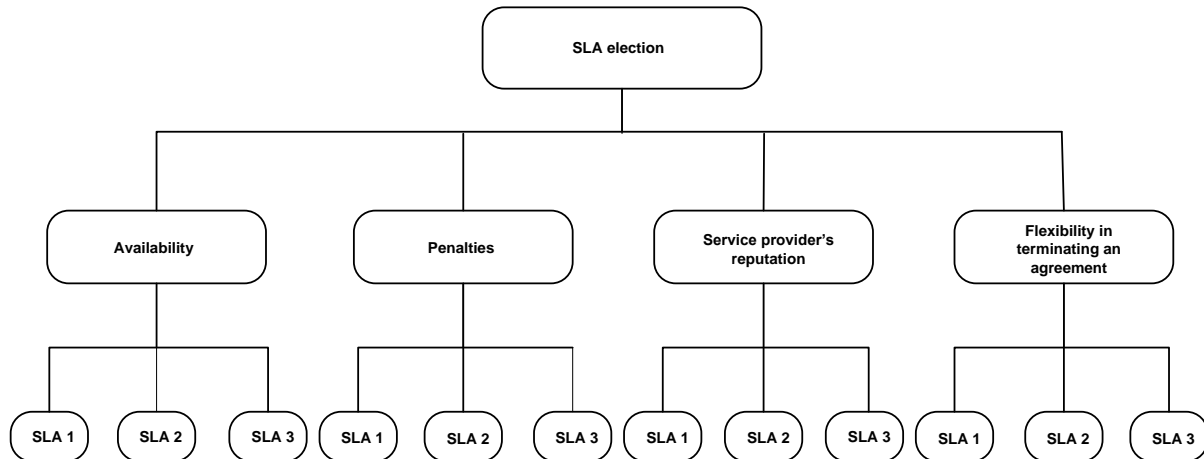 SLA election
Availability
Penalties
Service provider's
reputation
Flexibility in
terminating an
agreement
SLA 1
SLA 2
SLA 3
SLA 1
SLA 2
SLA 3
SLA 1
SLA 2
SLA 3
SLA 1
SLA 2
SLA 3